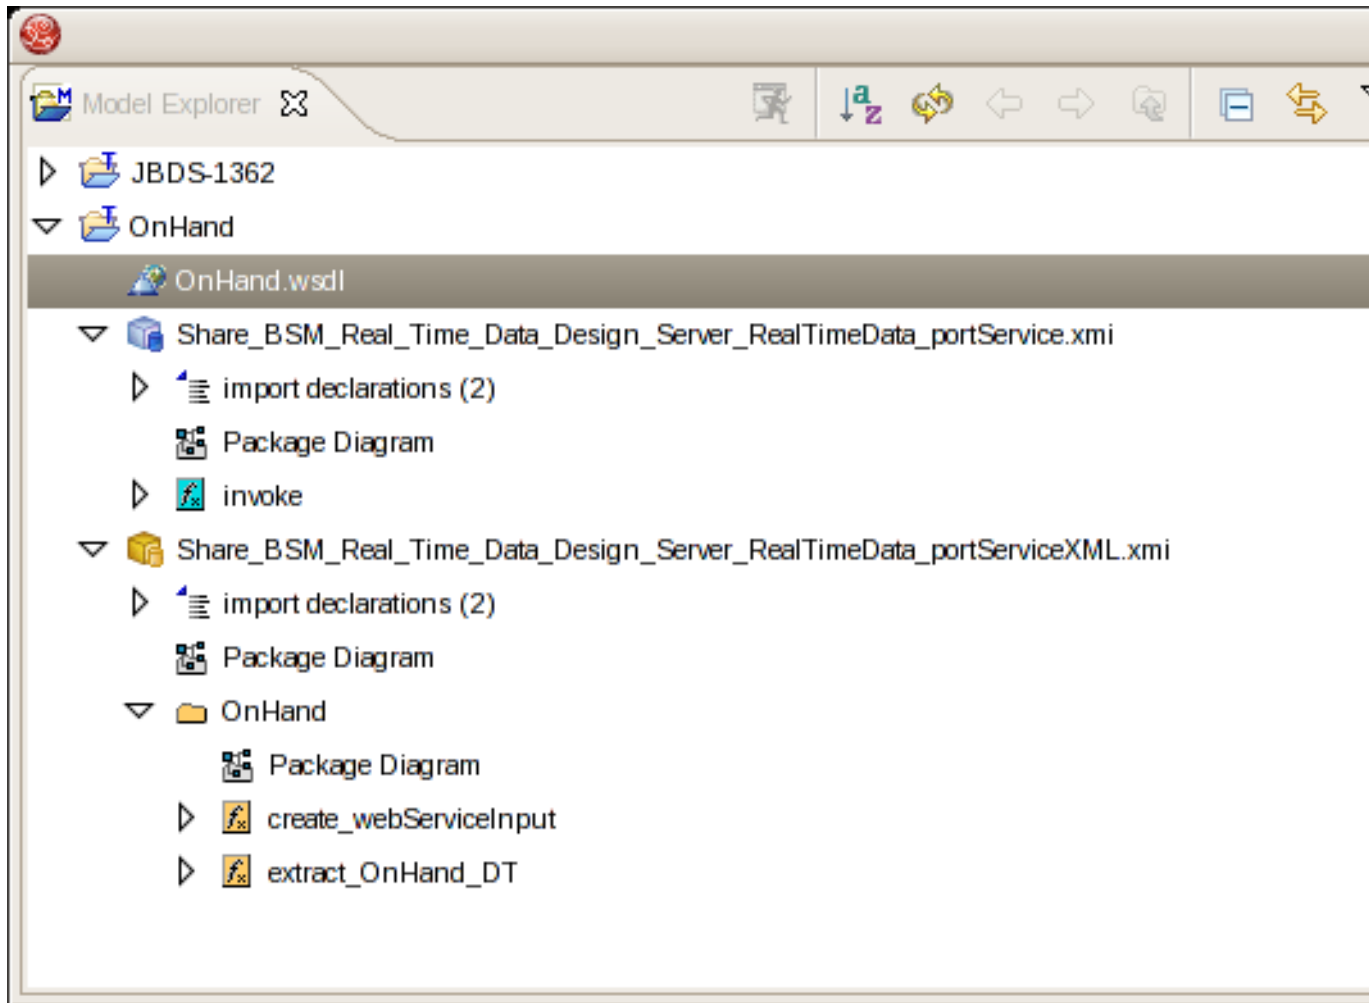 Model Explorer
JBDS-1362
OnHand
OnHand.wsdl
Share_BSM_Real_Time_Data_Design_Server_RealTimeData_portService.xmi
import declarations (2)
Package Diagram
invoke
Share_BSM_Real_Time_Data_Design_Server_RealTimeData_portServiceXML.xmi
import declarations (2)
Package Diagram
OnHand
Package Diagram
create_webServiceInput
extract_OnHand_DT